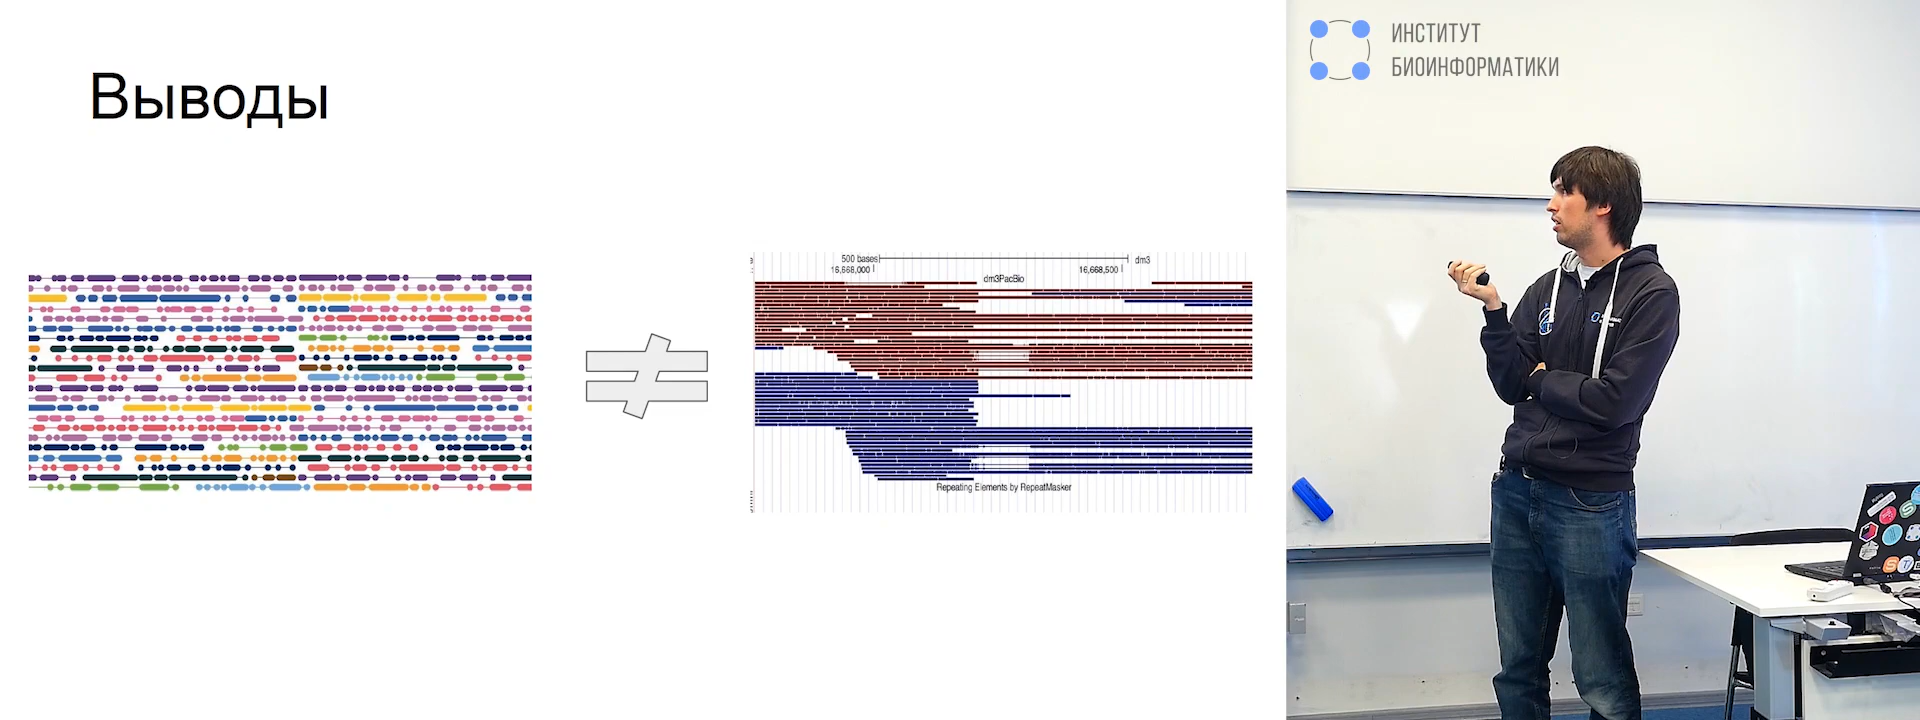 Выводы
500 bases
dm3
16,668,000
16,668,500
dm3PacBio
Repeating Elements by RepeatMasker
ИНСТИТУТ
БИОИНФОРМАТИКИ